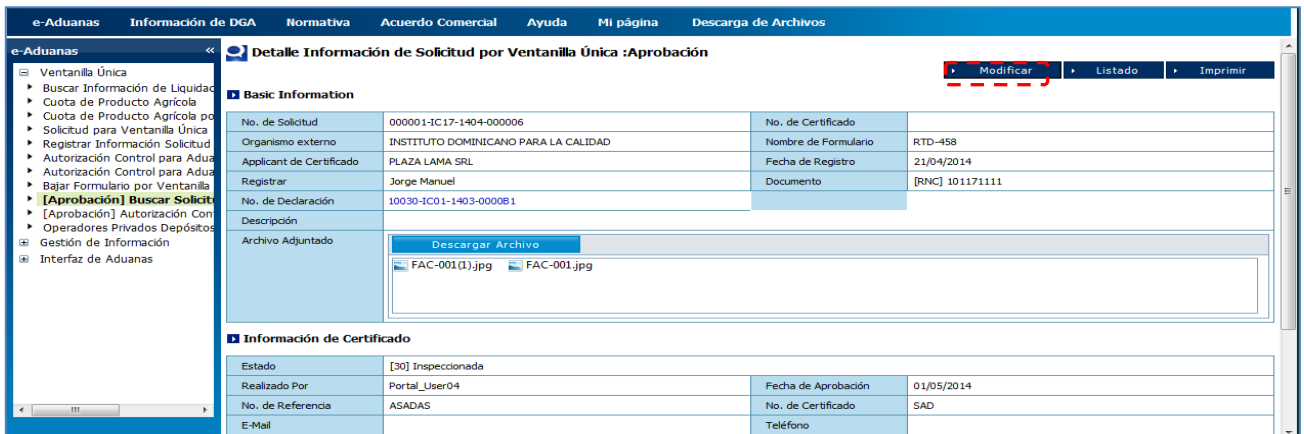 e-Aduanas Información de DGA Normativa Acuerdo Comercial Ayuda Mi página Descarga de Archivos
e-Aduanas «
Ventanilla Única
Buscar Información de Liquidac
Cuota de Producto Agrícola
Cuota de Producto Agrícola po
Solicitud para Ventanilla Única
Registrar Información Solicitud
Autorización Control para Adua
Autorización Control para Adua
Bajar Formulario por Ventanilla
[Aprobación] Buscar Solicit
[Aprobación] Autorización Con
Operadores Privados Depósitos
Gestión de Información
Interfaz de Aduanas
Detalle Información de Solicitud por Ventanilla Única :Aprobación
Modificar Listado Imprimir
Basic Information
No. de Solicitud 000001-IC17-1404-000006 No. de Certificado
Organismo externo INSTITUTO DOMINICANO PARA LA CALIDAD Nombre de Formulario RTD-458
Applicant de Certificado PLAZA LAMA SRL Fecha de Registro 21/04/2014
Registrar Jorge Manuel Documento [RNC] 101171111
No. de Declaración 10030-IC01-1403-0000B1
Descripción
Archivo Adjuntado Descargar Archivo
FAC-001(1).jpg FAC-001.jpg
Información de Certificado
Estado [30] Inspeccionada
Realizado Por Portal_User04 Fecha de Aprobación 01/05/2014
No. de Referencia ASADAS No. de Certificado SAD
E-Mail Teléfono